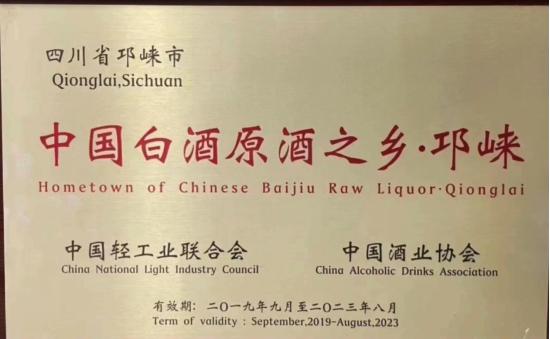 四川省邛崃市
Qionglai,Sichuan
中国白酒原酒之乡·邛崃
Hometown of Chinese Baijiu Raw Liquor·Qionglai
中国轻工业联合会
China National Light Industry Council
中国酒业协会
China Alcoholic Drinks Association
有效期：二〇一九年九月至二〇二三年八月
Term of validity : September,2019-August,2023